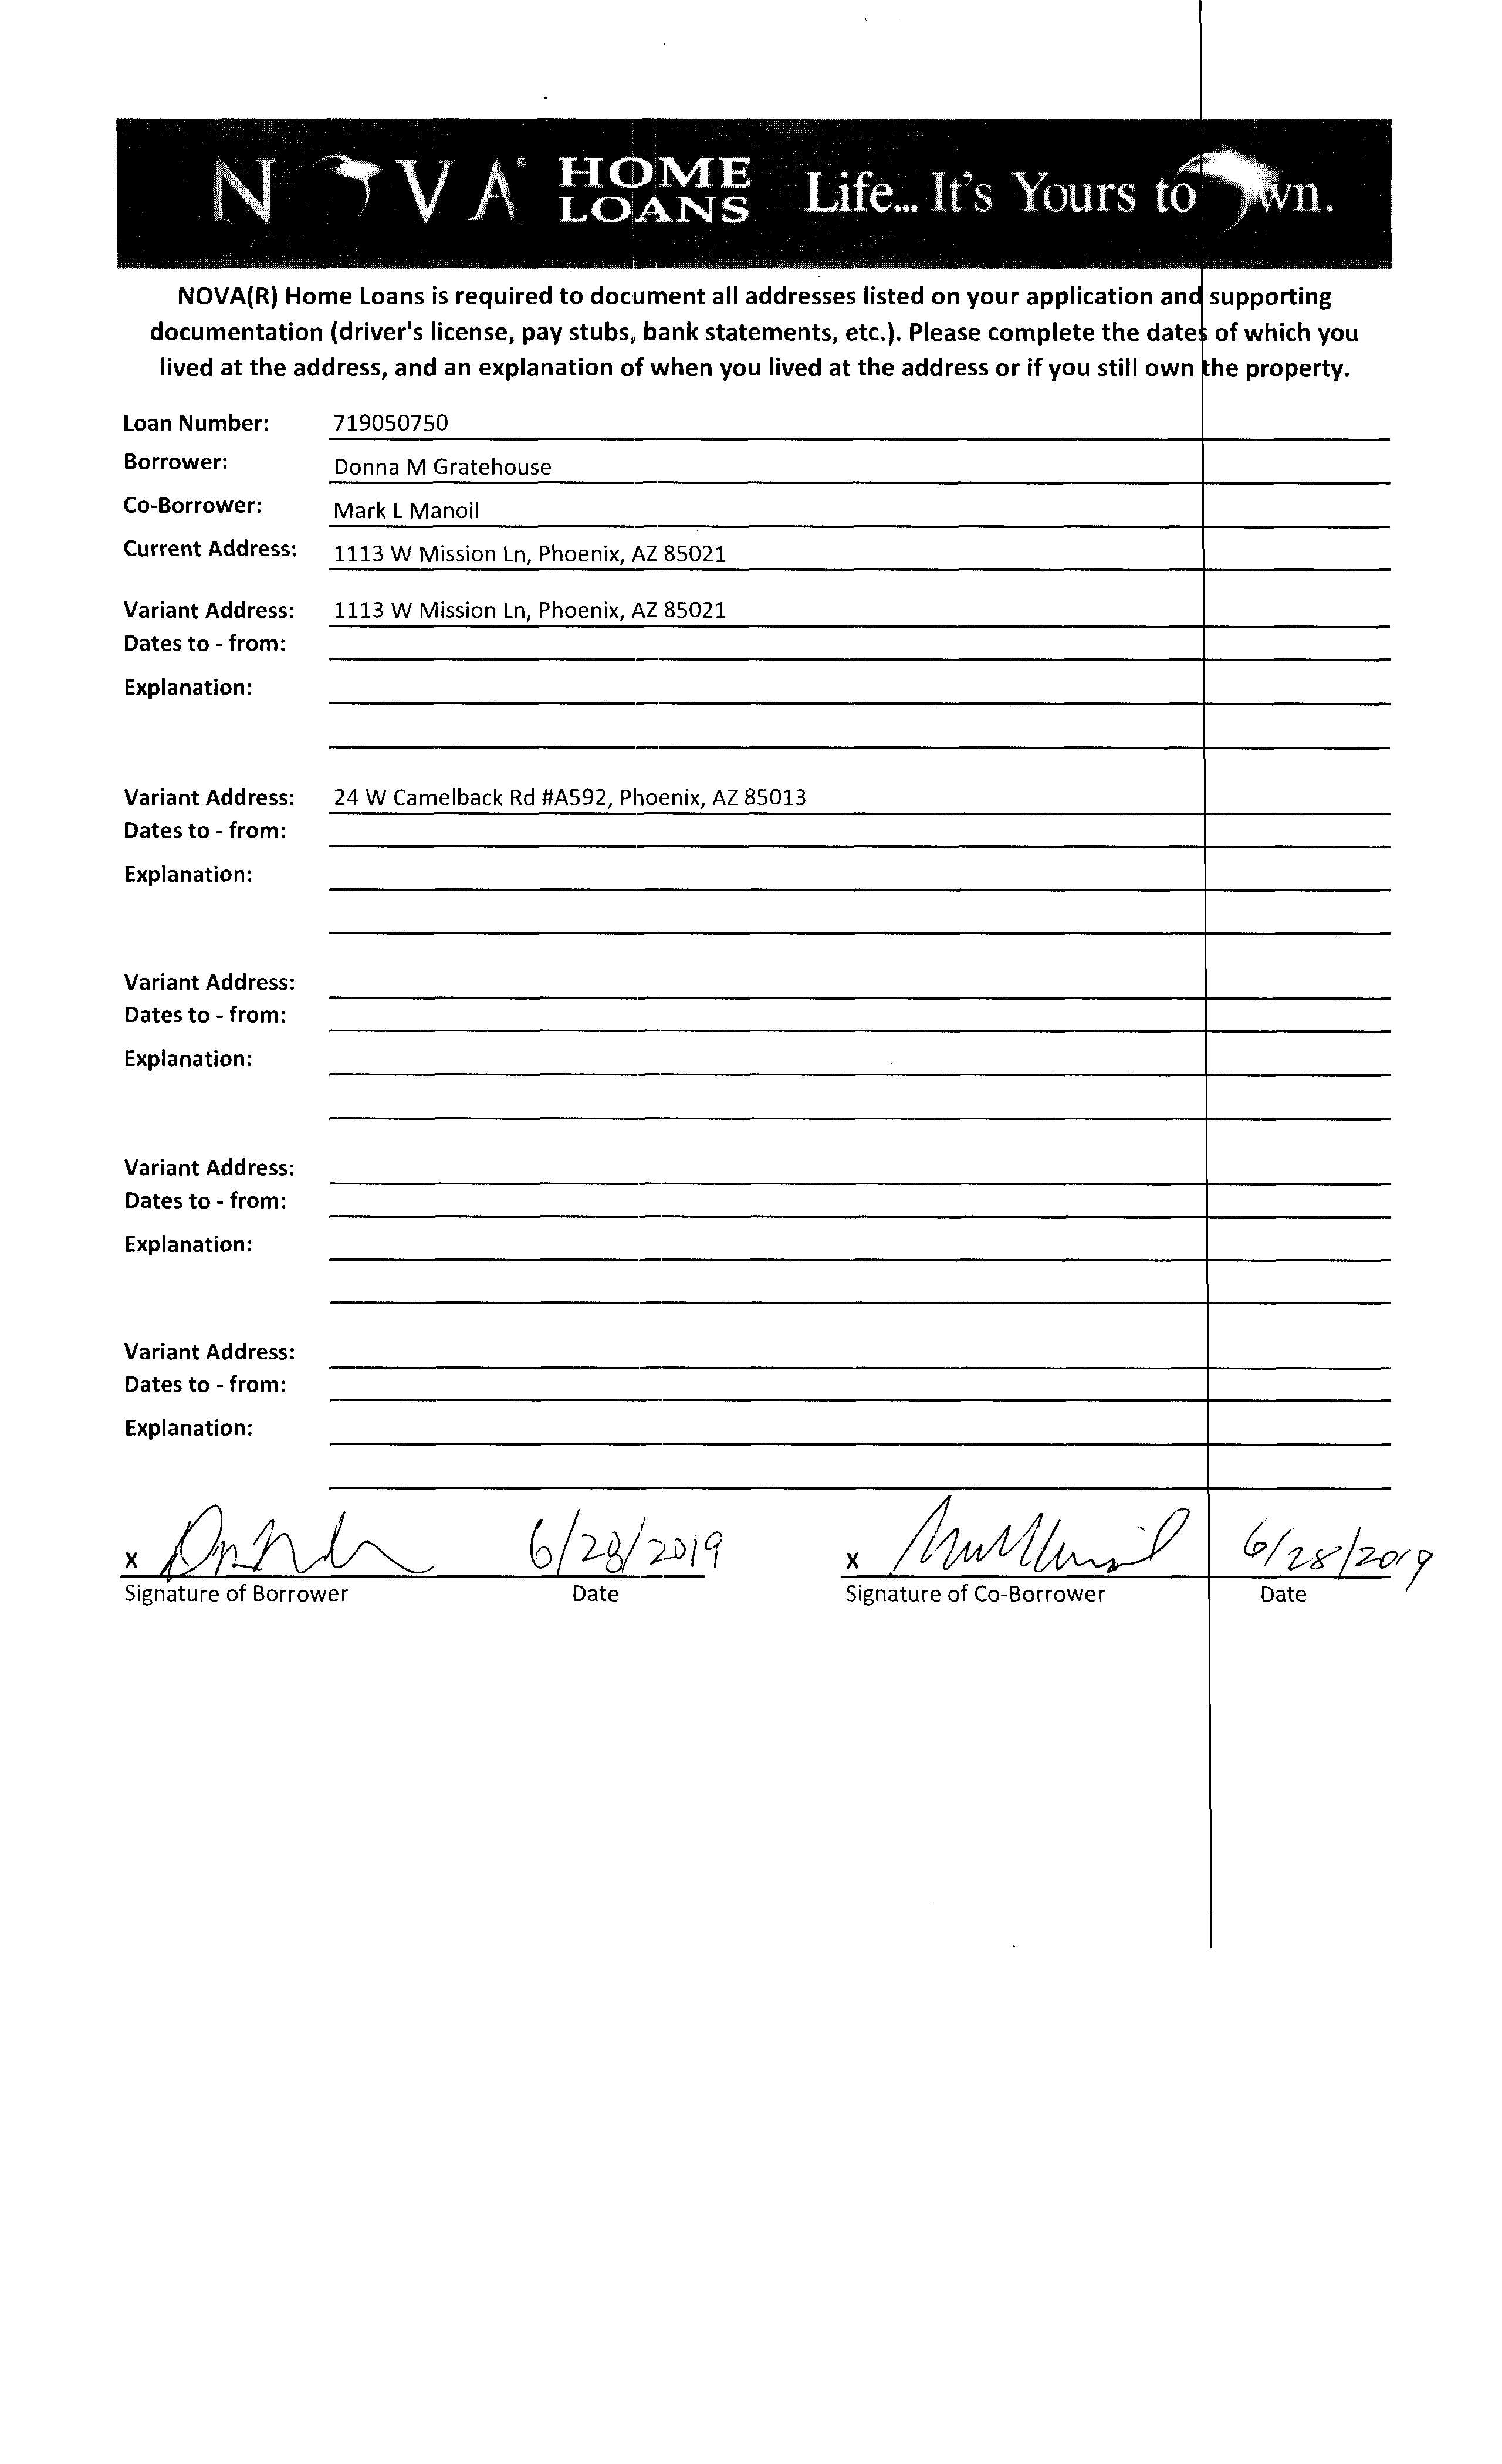 NOVA® HOME LOANS Life... It's Yours to Own.
NOVA(R) Home Loans is required to document all addresses listed on your application and supporting
documentation (driver's license, pay stubs, bank statements, etc.). Please complete the dates of which you
lived at the address, and an explanation of when you lived at the address or if you still own the property.
Loan Number: 719050750
Borrower: Donna M Gratehouse
Co-Borrower: Mark L Manoil
Current Address: 1113 W Mission Ln, Phoenix, AZ 85021
Variant Address: 1113 W Mission Ln, Phoenix, AZ 85021
Dates to - from:
Explanation:
Variant Address: 24 W Camelback Rd #A592, Phoenix, AZ 85013
Dates to - from:
Explanation:
Variant Address:
Dates to - from:
Explanation:
Variant Address:
Dates to - from:
Explanation:
Variant Address:
Dates to - from:
Explanation:
x 6/28/2019 x 6/28/2019
Signature of Borrower Date Signature of Co-Borrower Date